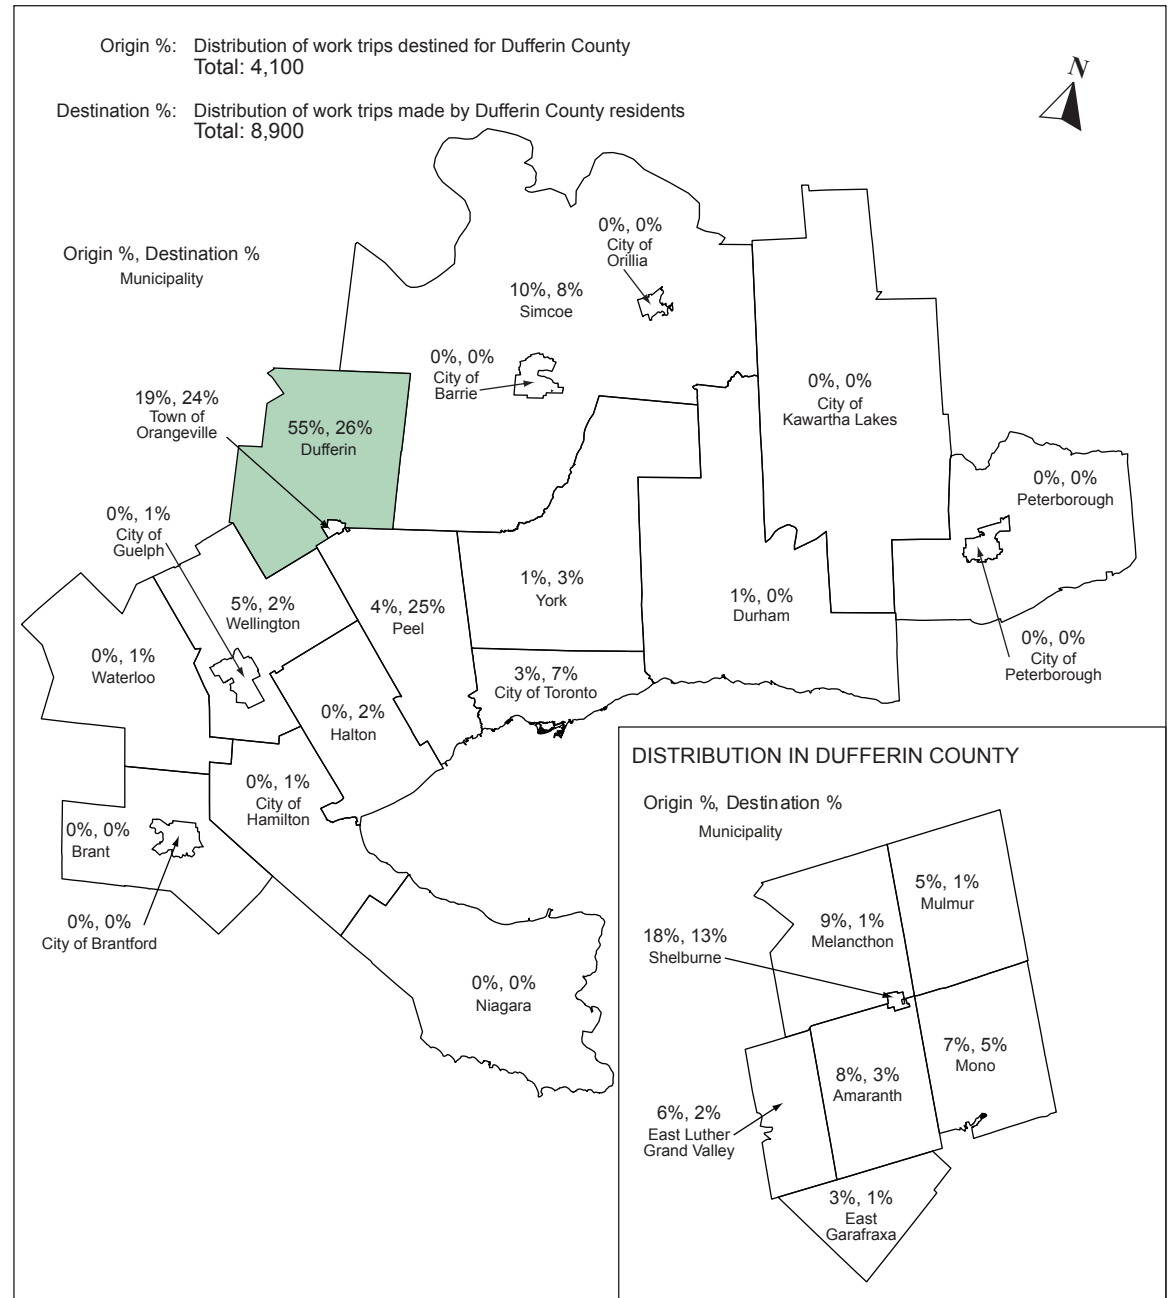 Origin %: Distribution of work trips destined for Dufferin County
Total: 4,100
Destination %: Distribution of work trips made by Dufferin County residents
Total: 8,900
N
Origin %, Destination %
Municipality
0%, 0%
City of
Orillia
10%, 8%
Simcoe
0%, 0%
City of
Barrie
19%, 24%
Town of
Orangeville
55%, 26%
Dufferin
0%, 0%
City of
Kawartha Lakes
0%, 0%
Peterborough
0%, 1%
City of
Guelph
5%, 2%
Wellington
4%, 25%
Peel
1%, 3%
York
1%, 0%
Durham
0%, 0%
City of
Peterborough
0%, 1%
Waterloo
3%, 7%
City of Toronto
0%, 2%
Halton
0%, 1%
City of
Hamilton
0%, 0%
Brant
0%, 0%
City of Brantford
0%, 0%
Niagara
DISTRIBUTION IN DUFFERIN COUNTY
Origin %, Destination %
Municipality
5%, 1%
Mulmur
9%, 1%
Melancthon
18%, 13%
Shelburne
7%, 5%
Mono
8%, 3%
Amaranth
6%, 2%
East Luther
Grand Valley
3%, 1%
East
Garafraxa